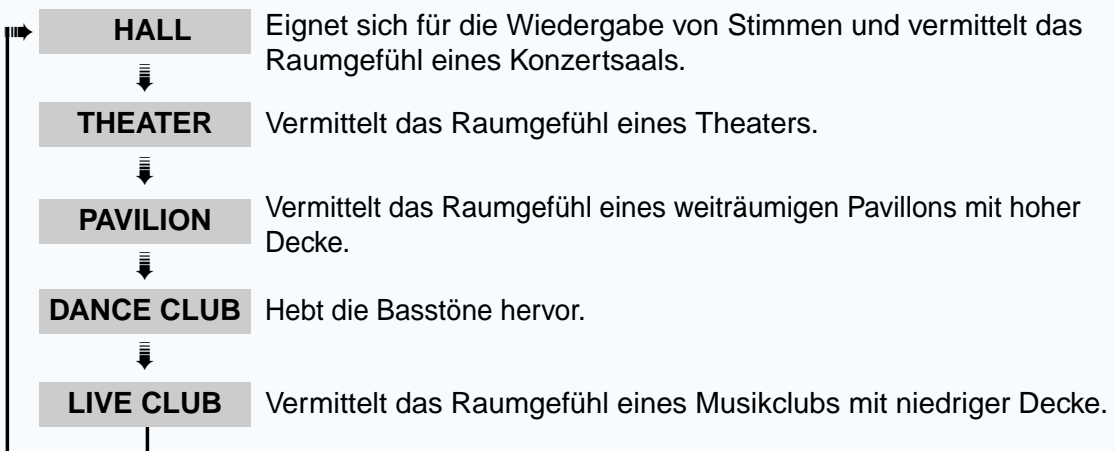 HALL
Eignet sich für die Wiedergabe von Stimmen und vermittelt das
Raumgefühl eines Konzertsaals.
THEATER
Vermittelt das Raumgefühl eines Theaters.
PAVILION
Vermittelt das Raumgefühl eines weiträumigen Pavillons mit hoher
Decke.
DANCE CLUB
Hebt die Basstöne hervor.
LIVE CLUB
Vermittelt das Raumgefühl eines Musikclubs mit niedriger Decke.